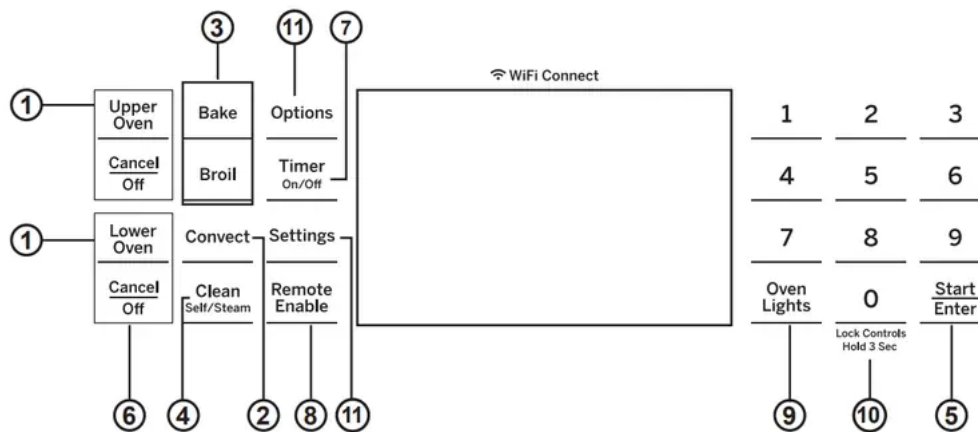 3 11 7
WiFi Connect
1 Upper Oven Bake Options 1 2 3
Cancel Off Broil Timer On/Off 4 5 6
1 Lower Oven Convect Settings 7 8 9
Cancel Off Clean Self/Steam Remote Enable Oven Lights 0 Start Enter
Lock Controls
Hold 3 Sec
6 4 2 8 11 9 10 5